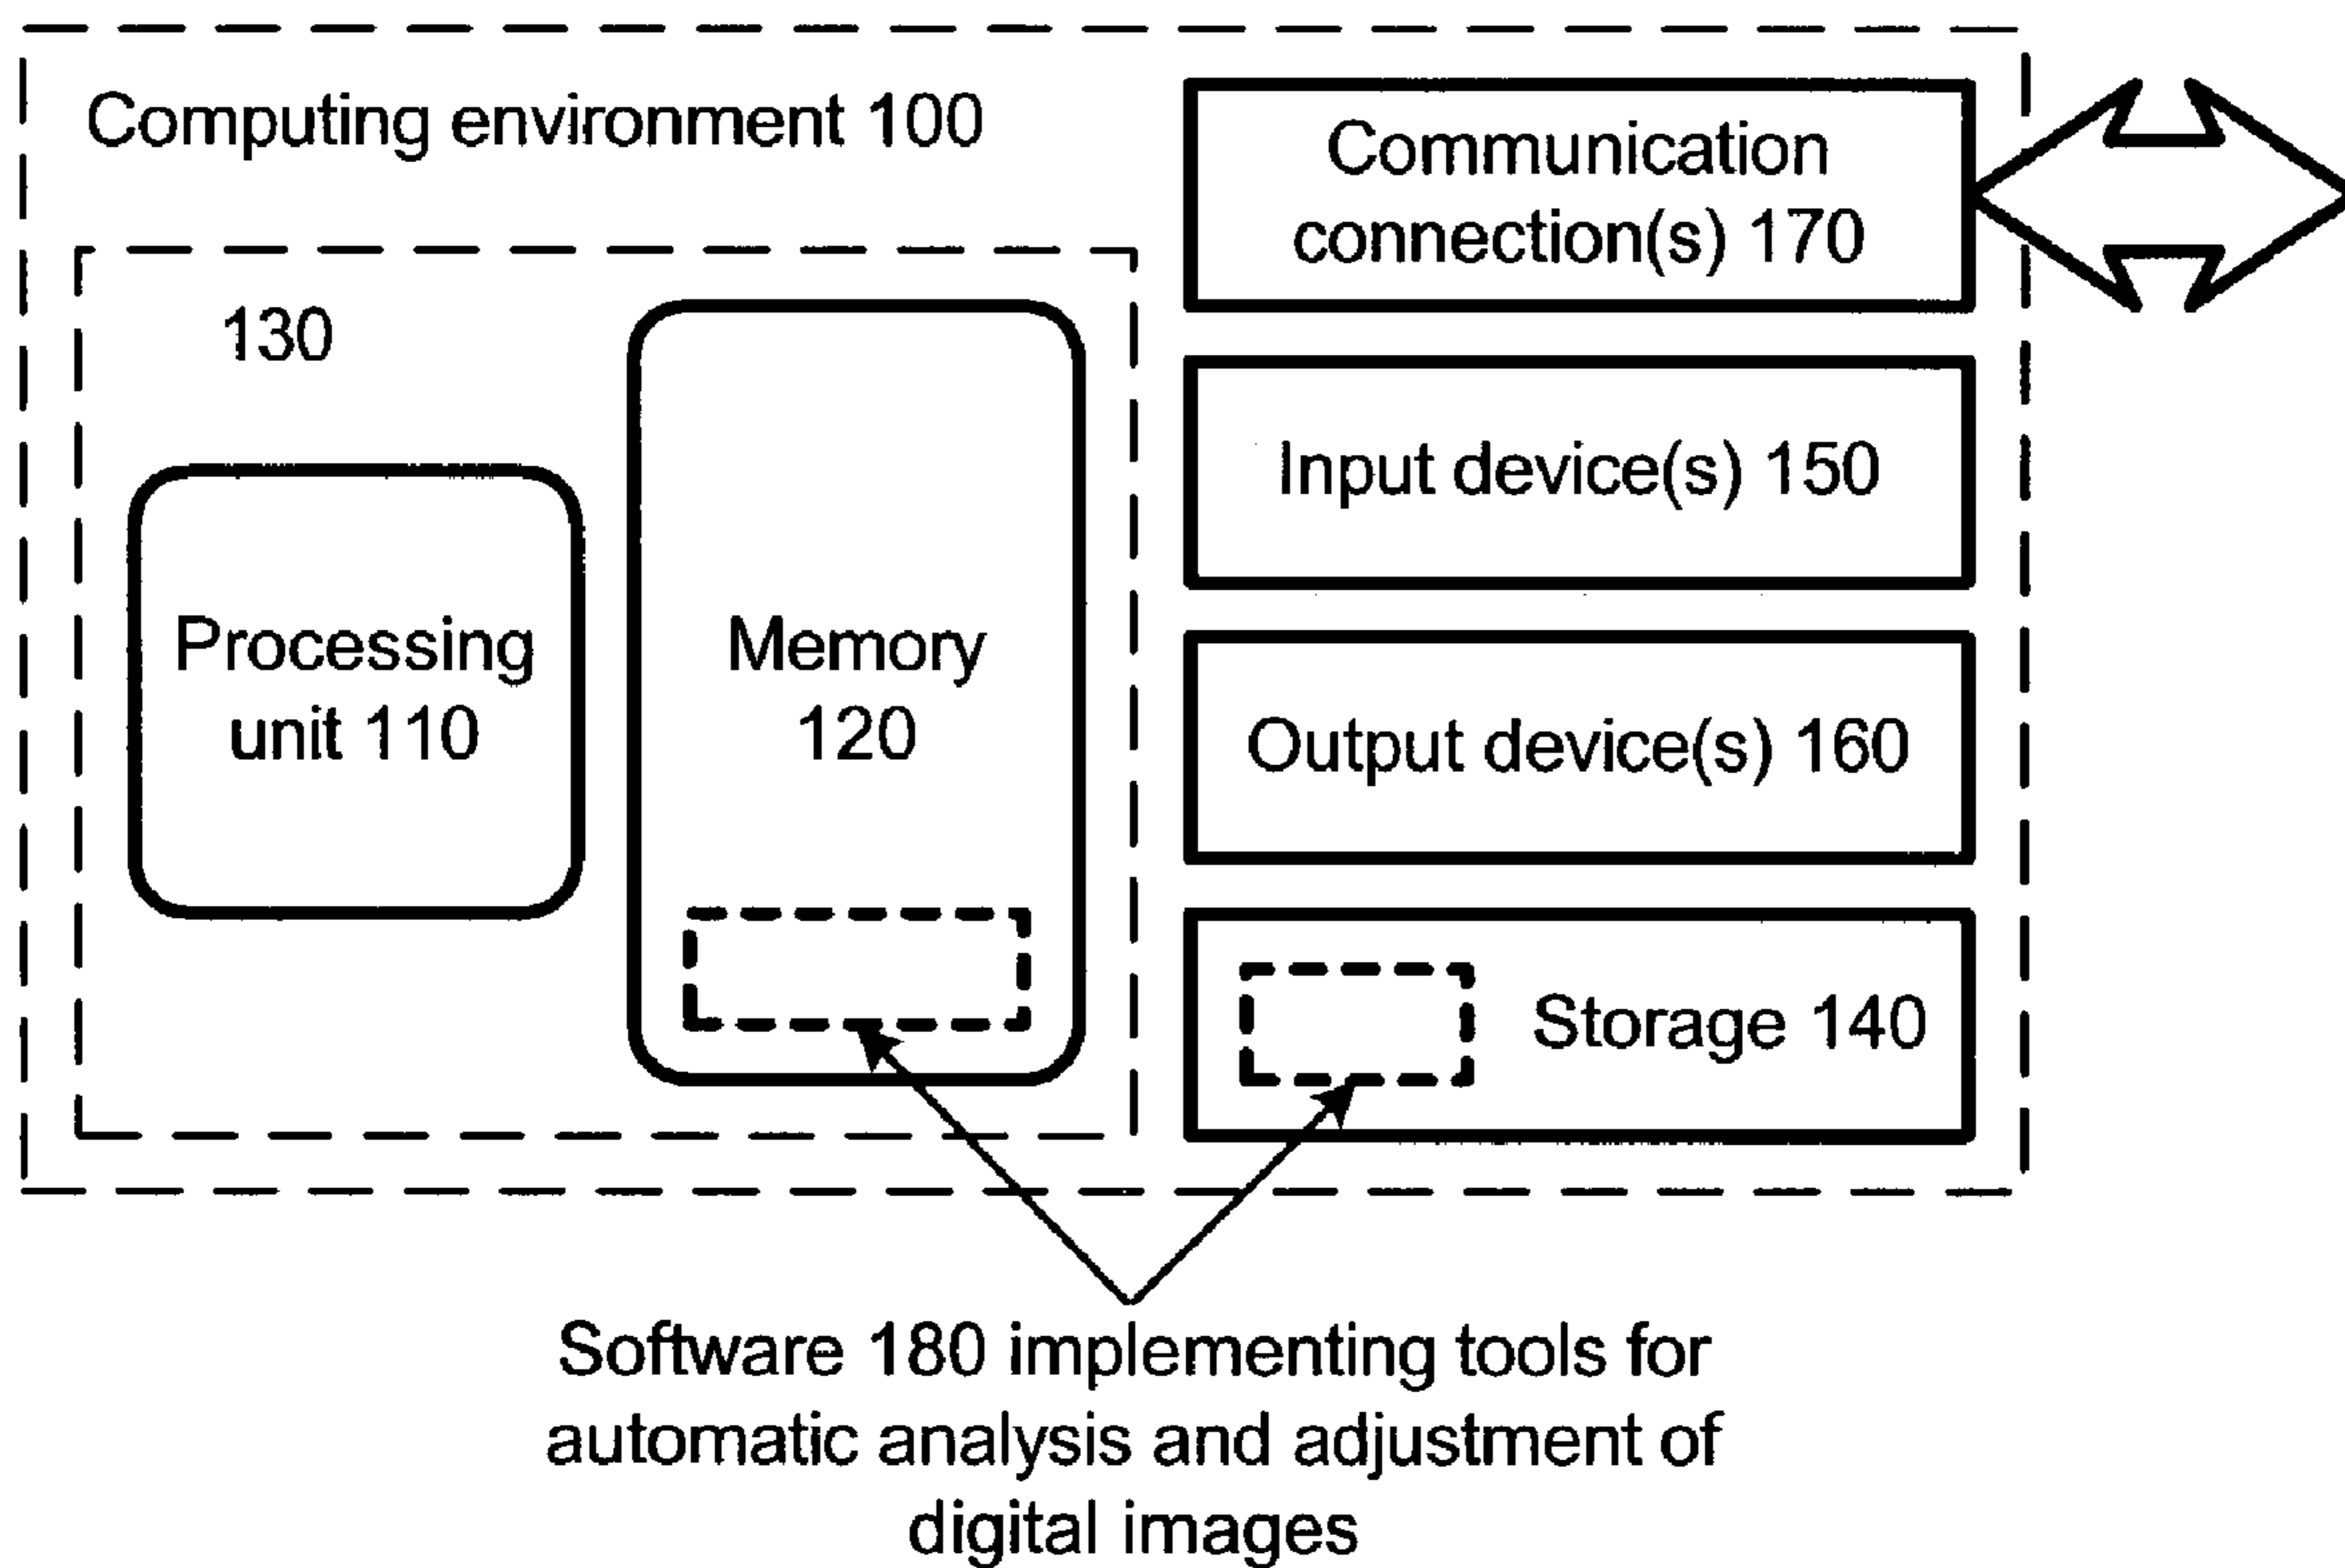 Computing environment 100
130
Processing
unit 110
Memory
120
Communication
connection(s) 170
Input device(s) 150
Output device(s) 160
Storage 140
Software 180 implementing tools for
automatic analysis and adjustment of
digital images